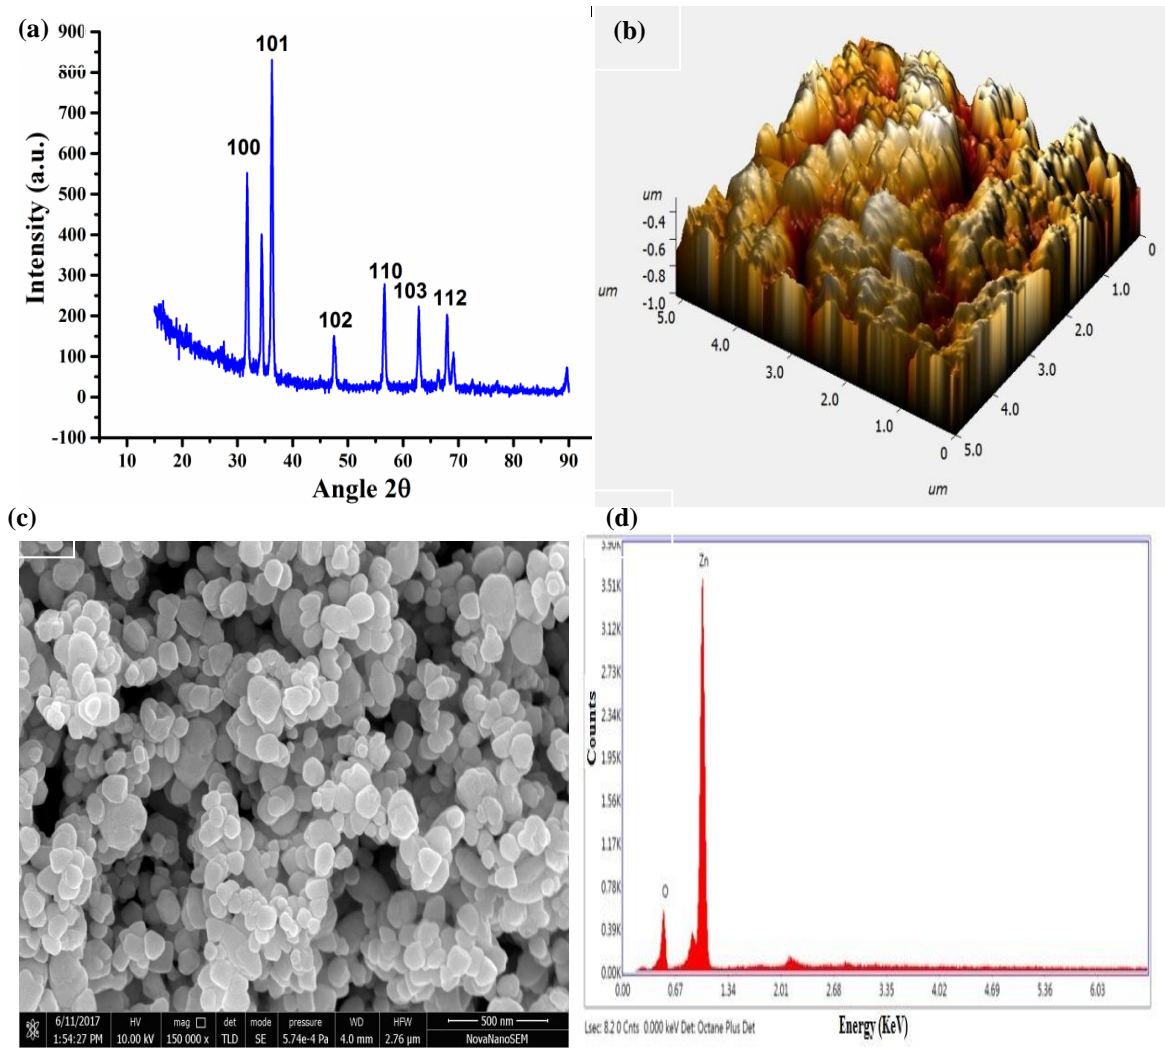 (a)
900
800
700
600
500
400
300
200
100
0
-100
Intensity (a.u.)
101
100
102
110
103
112
10 20 30 40 50 60 70 80 90
Angle 2θ
(b)
um
-0.4
-0.6
-0.8
-1.0
um
5.0
4.0
3.0
2.0
1.0
0
0
1.0
2.0
3.0
4.0
5.0
um
(c)
6/11/2017 HV mag □ det mode pressure WD HFW 500 nm
1:54:27 PM 10.00 kV 150 000 x TLD SE 5.74e-4 Pa 4.0 mm 2.76 µm NovaNanoSEM
(d)
3.90K
3.51K
3.12K
2.73K
2.34K
1.95K
1.56K
1.17K
0.78K
0.39K
0.00K
Counts
Zn
O
0.00 0.67 1.34 2.01 2.68 3.35 4.02 4.69 5.36 6.03
Lsec: 8.2 0 Cnts 0.000 keV Det: Octane Plus Det
Energy (KeV)